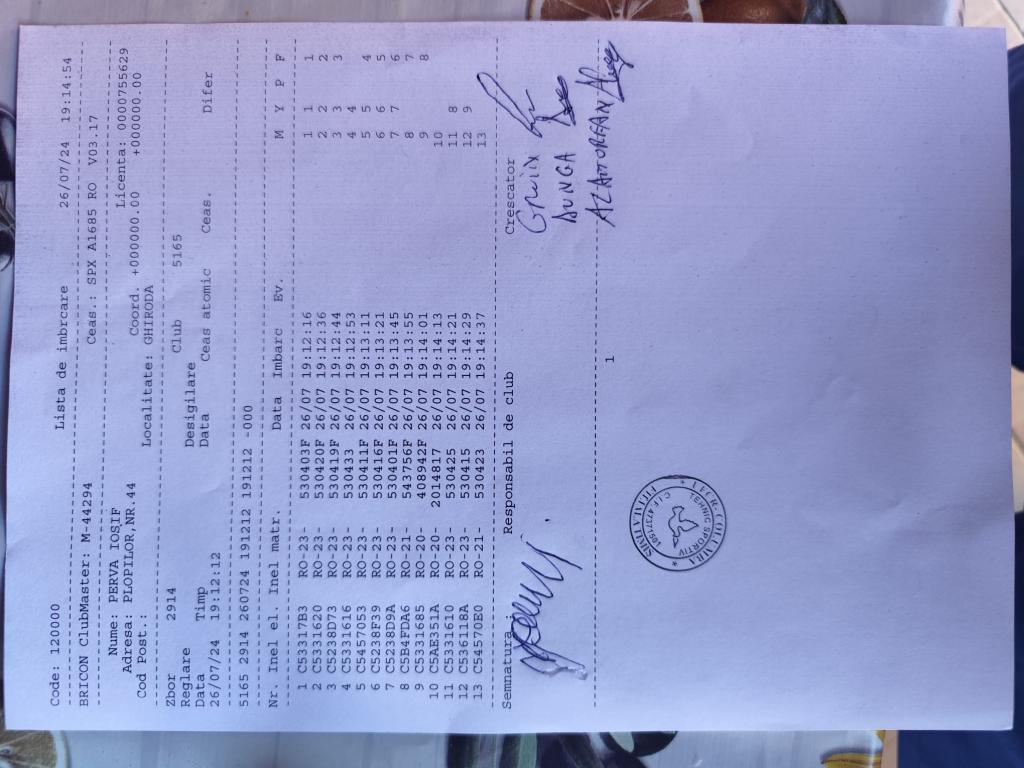 Code: 120000 Lista de imbrcare 26/07/24 19:14:54
BRICON ClubMaster: M-44294 Ceas.: SPX A1685 RO V03.17
Nume: PERVA IOSIF Licenta: 0000755629
Adresa: PLOPILOR,NR.44 Coord. +000000.00 +000000.00
Cod Post.: Localitate: GHIRODA
Zbor 2914 Club 5165
Reglare Desigilare
Data Timp Data Ceas atomic Ceas. Difer
26/07/24 19:12:12
5165 2914 260724 191212 191212 -000
Nr. Inel el. Inel matr. Data Imbarc Ev. M Y P F
1 C53317B3 RO-23- 530403F 26/07 19:12:16 1 1 1
2 C5331620 RO-23- 530420F 26/07 19:12:36 2 2 2
3 C5238D73 RO-23- 530419F 26/07 19:12:44 3 3 3
4 C5331616 RO-23- 530433 26/07 19:12:53 4 4
5 C5457053 RO-23- 530411F 26/07 19:13:11 5 5 4
6 C5238F39 RO-23- 530416F 26/07 19:13:21 6 6 5
7 C5238D9A RO-23- 530401F 26/07 19:13:45 7 7 6
8 C5B4FDA6 RO-21- 543756F 26/07 19:13:55 8 7
9 C5331685 RO-20- 408942F 26/07 19:14:01 9 8
10 C5AE351A RO-20- 2014817 26/07 19:14:13 10
11 C5331610 RO-23- 530425 26/07 19:14:21 11 8
12 C536118A RO-23- 530415 26/07 19:14:29 12 9
13 C54570E0 RO-21- 530423 26/07 19:14:37 13
Semnatura : Responsabil de club Crescator
DUNGA
1
TEHNIC SPORTIV